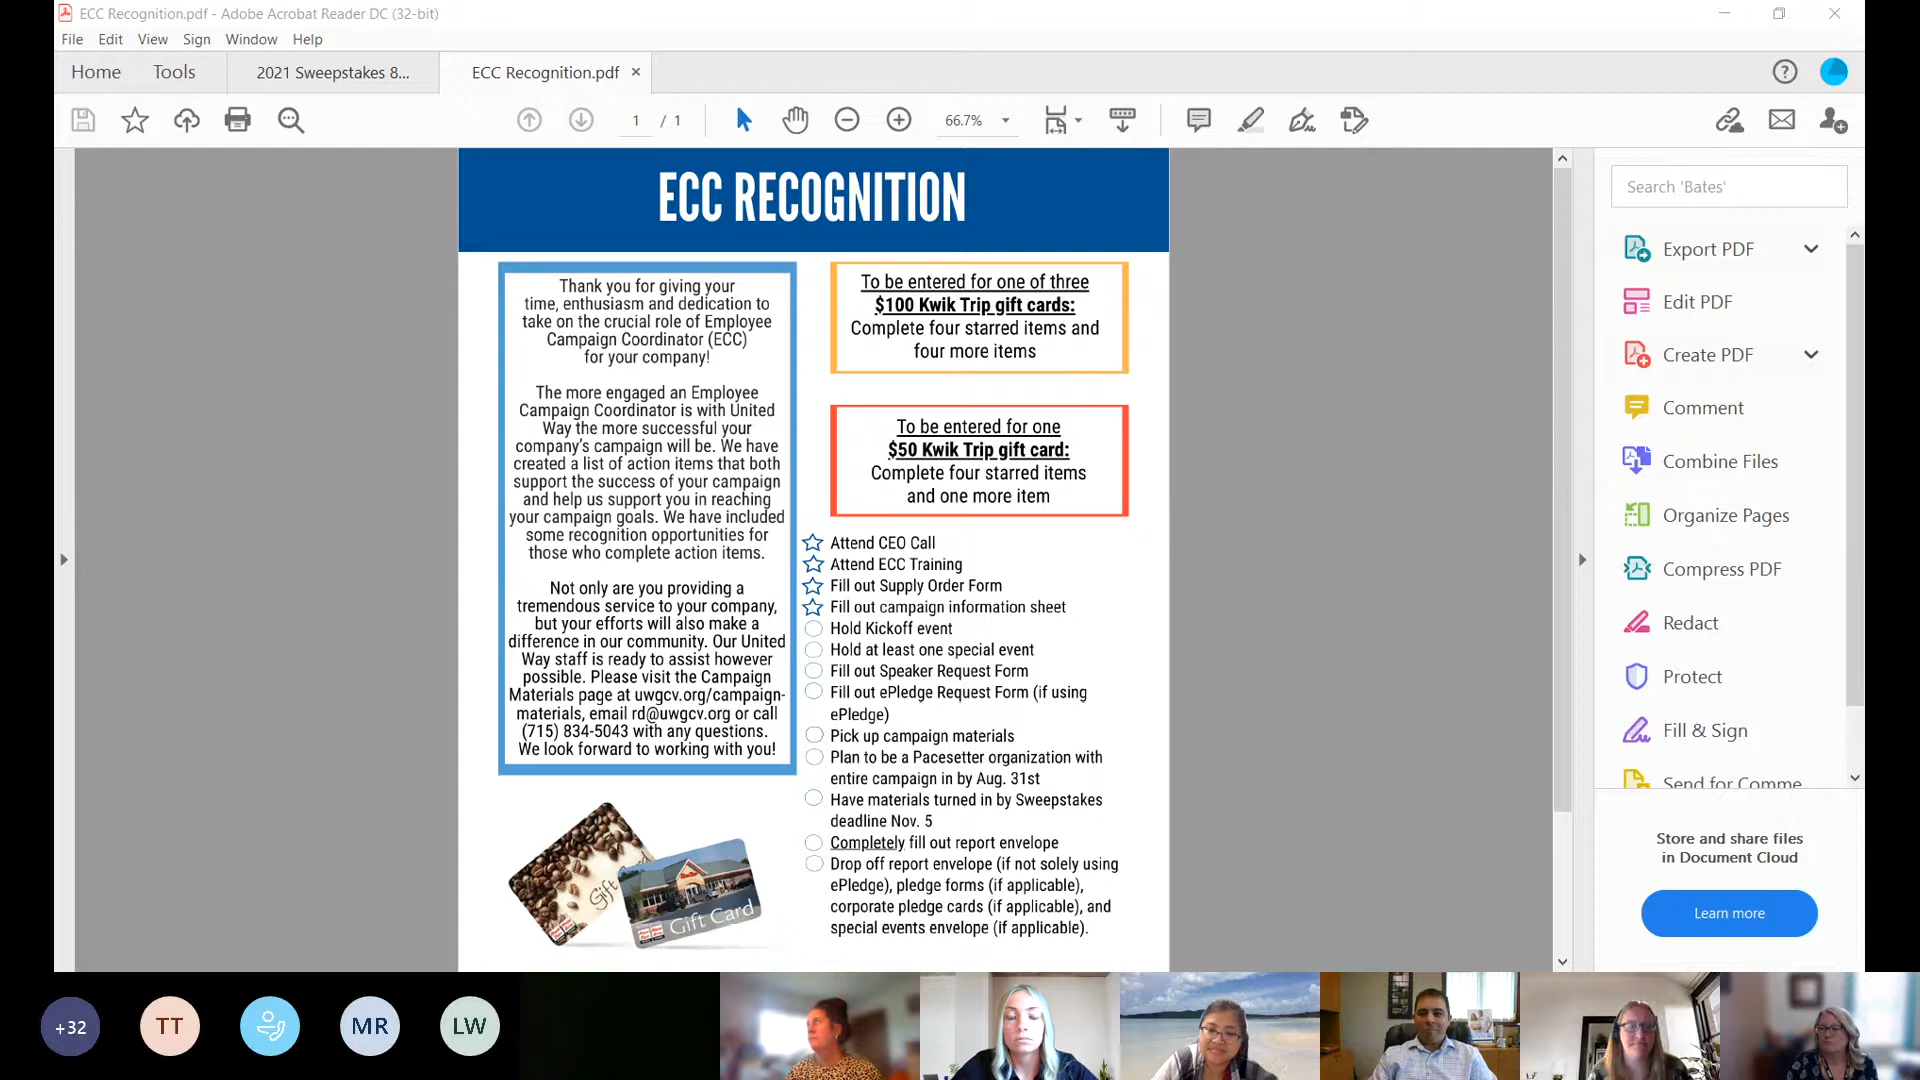 ECC Recognition.pdf - Adobe Acrobat Reader DC (32-bit)
File Edit View Sign Window Help
Home Tools 2021 Sweepstakes 8... ECC Recognition.pdf ×
1 / 1 66.7%
Search 'Bates'
Export PDF
Edit PDF
Create PDF
Comment
Combine Files
Organize Pages
Compress PDF
Redact
Protect
Fill & Sign
Send for Comme
Store and share files
in Document Cloud
Learn more
ECC RECOGNITION
Thank you for giving your
time, enthusiasm and dedication to
take on the crucial role of Employee
Campaign Coordinator (ECC)
for your company!
The more engaged an Employee
Campaign Coordinator is with United
Way the more successful your
company's campaign will be. We have
created a list of action items that both
support the success of your campaign
and help us support you in reaching
your campaign goals. We have included
some recognition opportunities for
those who complete action items.
Not only are you providing a
tremendous service to your company,
but your efforts will also make a
difference in our community. Our United
Way staff is ready to assist however
possible. Please visit the Campaign
Materials page at uwgcv.org/campaign-
materials, email rd@uwgcv.org or call
(715) 834-5043 with any questions.
We look forward to working with you!
To be entered for one of three
$100 Kwik Trip gift cards:
Complete four starred items and
four more items
To be entered for one
$50 Kwik Trip gift card:
Complete four starred items
and one more item
Attend CEO Call
Attend ECC Training
Fill out Supply Order Form
Fill out campaign information sheet
Hold Kickoff event
Hold at least one special event
Fill out Speaker Request Form
Fill out ePledge Request Form (if using
ePledge)
Pick up campaign materials
Plan to be a Pacesetter organization with
entire campaign in by Aug. 31st
Have materials turned in by Sweepstakes
deadline Nov. 5
Completely fill out report envelope
Drop off report envelope (if not solely using
ePledge), pledge forms (if applicable),
corporate pledge cards (if applicable), and
special events envelope (if applicable).
Gift
Gift Card
+32 TT MR LW